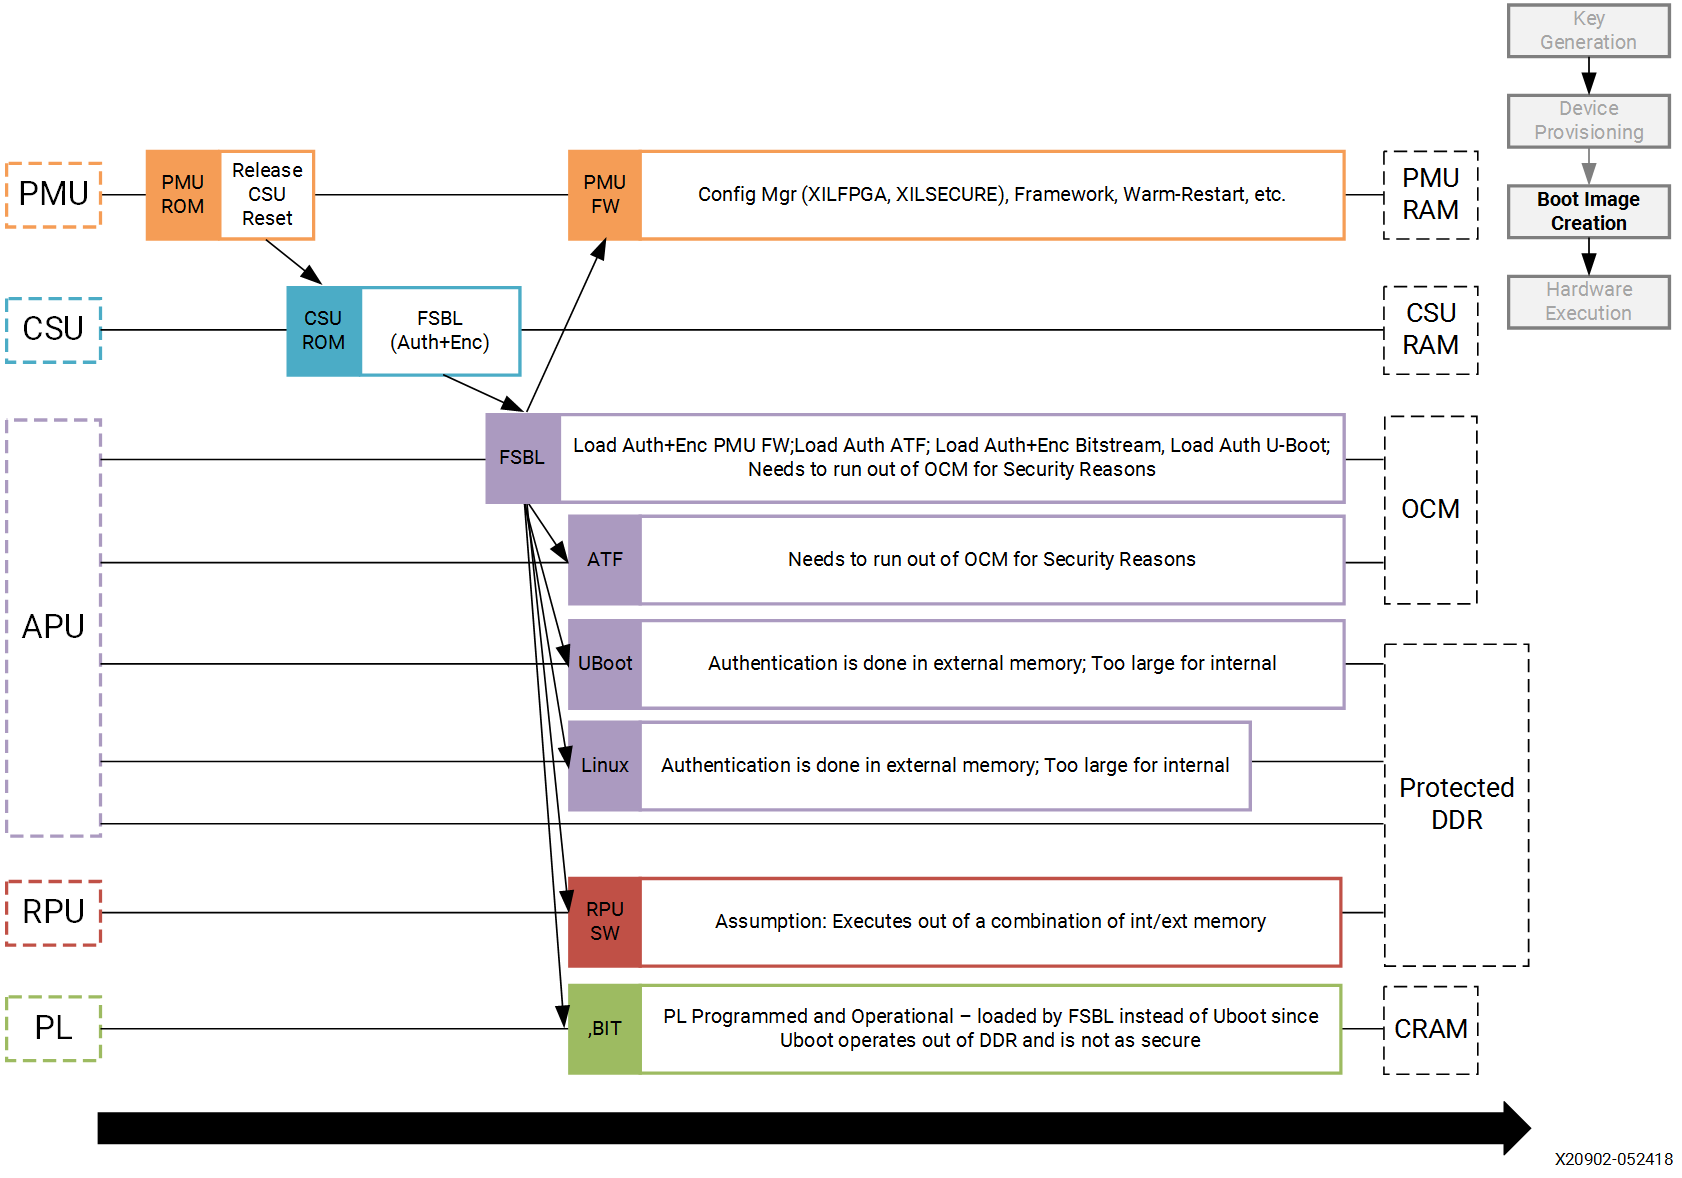 Key
Generation
Device
Provisioning
Boot Image
Creation
Hardware
Execution
PMU
PMU
ROM
Release
CSU
Reset
PMU
FW
Config Mgr (XILFPGA, XILSECURE), Framework, Warm-Restart, etc.
PMU
RAM
CSU
CSU
ROM
FSBL
(Auth+Enc)
CSU
RAM
APU
FSBL
Load Auth+Enc PMU FW;Load Auth ATF; Load Auth+Enc Bitstream, Load Auth U-Boot;
Needs to run out of OCM for Security Reasons
OCM
ATF
Needs to run out of OCM for Security Reasons
UBoot
Authentication is done in external memory; Too large for internal
Linux
Authentication is done in external memory; Too large for internal
Protected
DDR
RPU
RPU
SW
Assumption: Executes out of a combination of int/ext memory
PL
,BIT
PL Programmed and Operational – loaded by FSBL instead of Uboot since
Uboot operates out of DDR and is not as secure
CRAM
X20902-052418